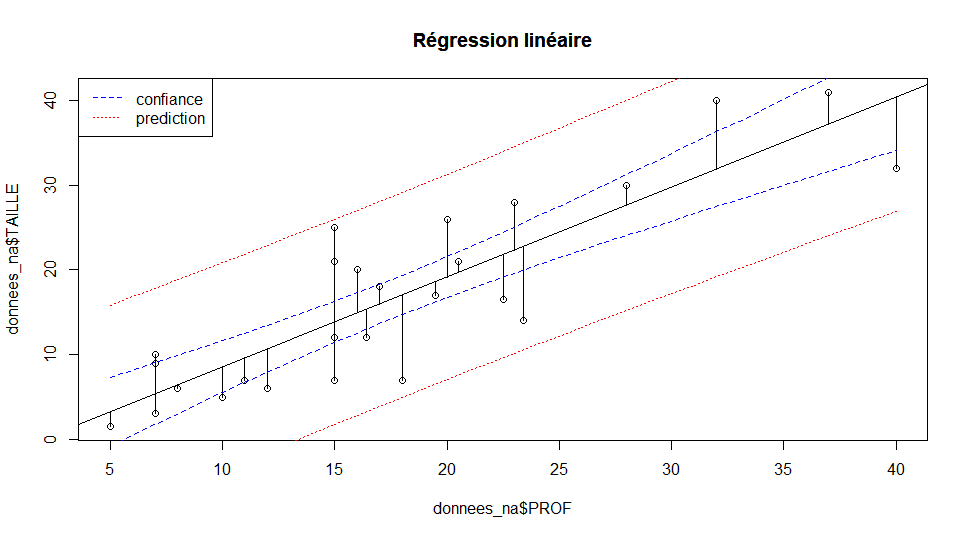 Régression linéaire
confiance
prediction
donnees_na$TAILLE
0
10
20
30
40
5
10
15
20
25
30
35
40
donnees_na$PROF